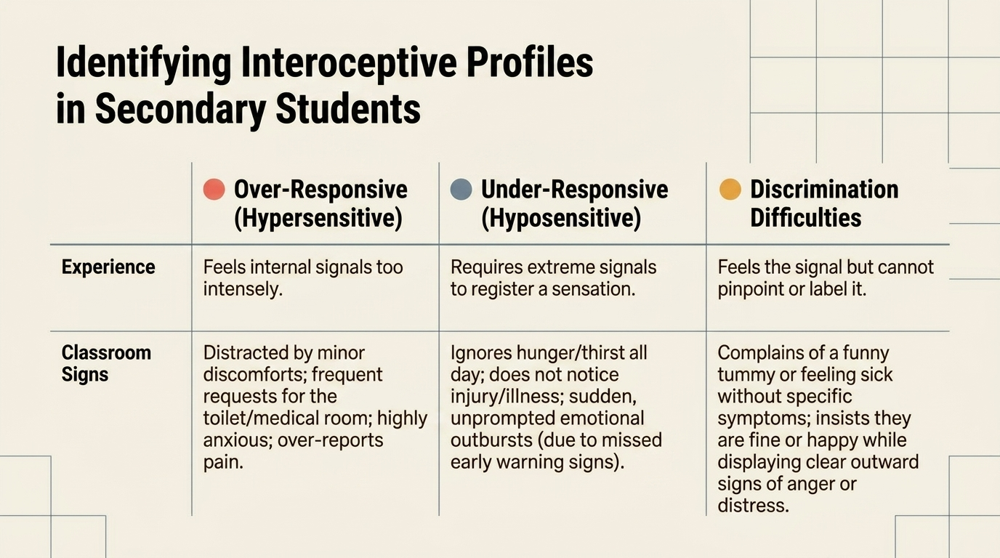 Identifying Interoceptive Profiles
in Secondary Students
Over-Responsive
(Hypersensitive)
Under-Responsive
(Hyposensitive)
Discrimination
Difficulties
Experience
Feels internal signals too
intensely.
Requires extreme signals
to register a sensation.
Feels the signal but cannot
pinpoint or label it.
Classroom
Signs
Distracted by minor
discomforts; frequent
requests for the
toilet/medical room; highly
anxious; over-reports
pain.
Ignores hunger/thirst all
day; does not notice
injury/illness; sudden,
unprompted emotional
outbursts (due to missed
early warning signs).
Complains of a funny
tummy or feeling sick
without specific
symptoms; insists they
are fine or happy while
displaying clear outward
signs of anger or
distress.